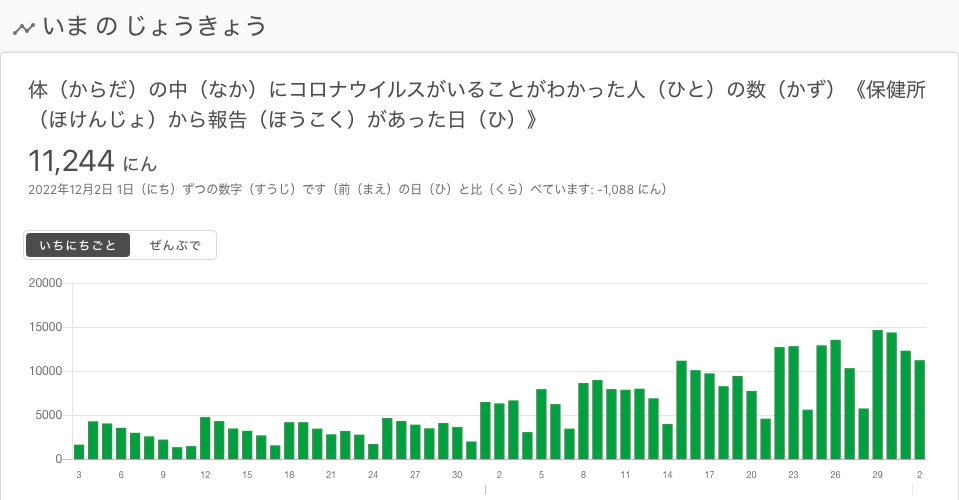 いま の じょうきょう
体（からだ）の中（なか）にコロナウイルスがいることがわかった人（ひと）の数（かず）《保健所
（ほけんじょ）から報告（ほうこく）があった日（ひ）》
11,244 にん
2022年12月2日 1日（にち）ずつの数字（すうじ）です（前（まえ）の日（ひ）と比（くら）べています: -1,088 にん）
いちにちごと ぜんぶで
20000
15000
10000
5000
0
3 6 9 12 15 18 21 24 27 30 2 5 8 11 14 17 20 23 26 29 2